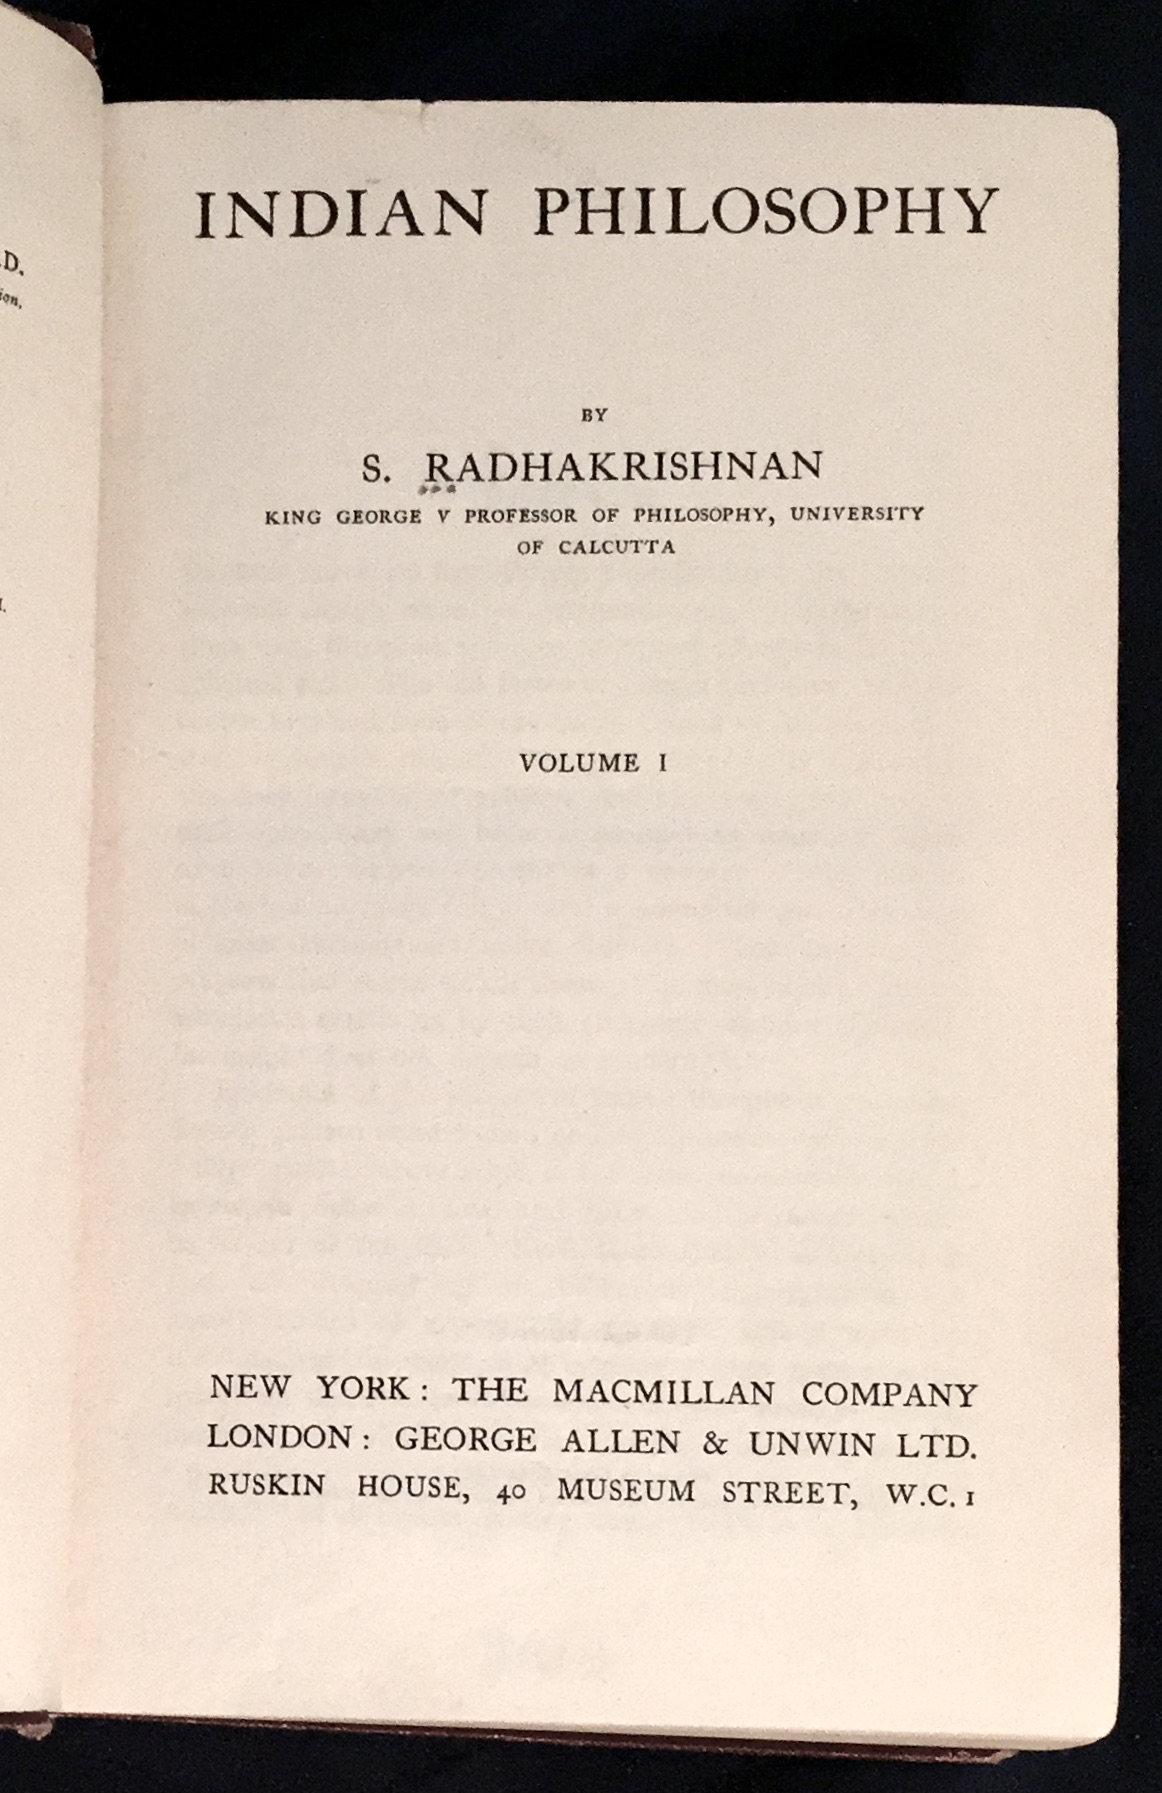 D.
ion,
INDIAN PHILOSOPHY
BY
S. RADHAKRISHNAN
KING GEORGE V PROFESSOR OF PHILOSOPHY, UNIVERSITY
OF CALCUTTA
VOLUME I
NEW YORK : THE MACMILLAN COMPANY
LONDON : GEORGE ALLEN & UNWIN LTD.
RUSKIN HOUSE, 40 MUSEUM STREET, W.C. 1